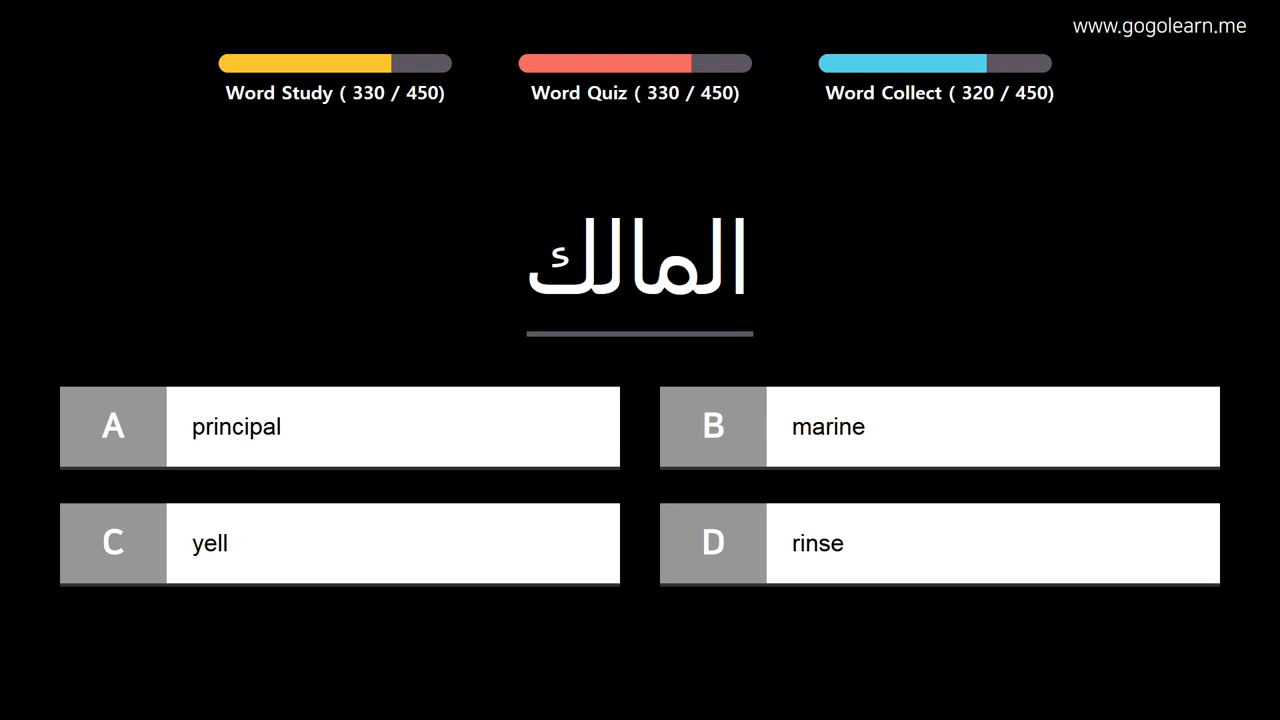 www.gogolearn.me
Word Study ( 330 / 450)
Word Quiz ( 330 / 450)
Word Collect ( 320 / 450)
المالك
A principal
B marine
C yell
D rinse